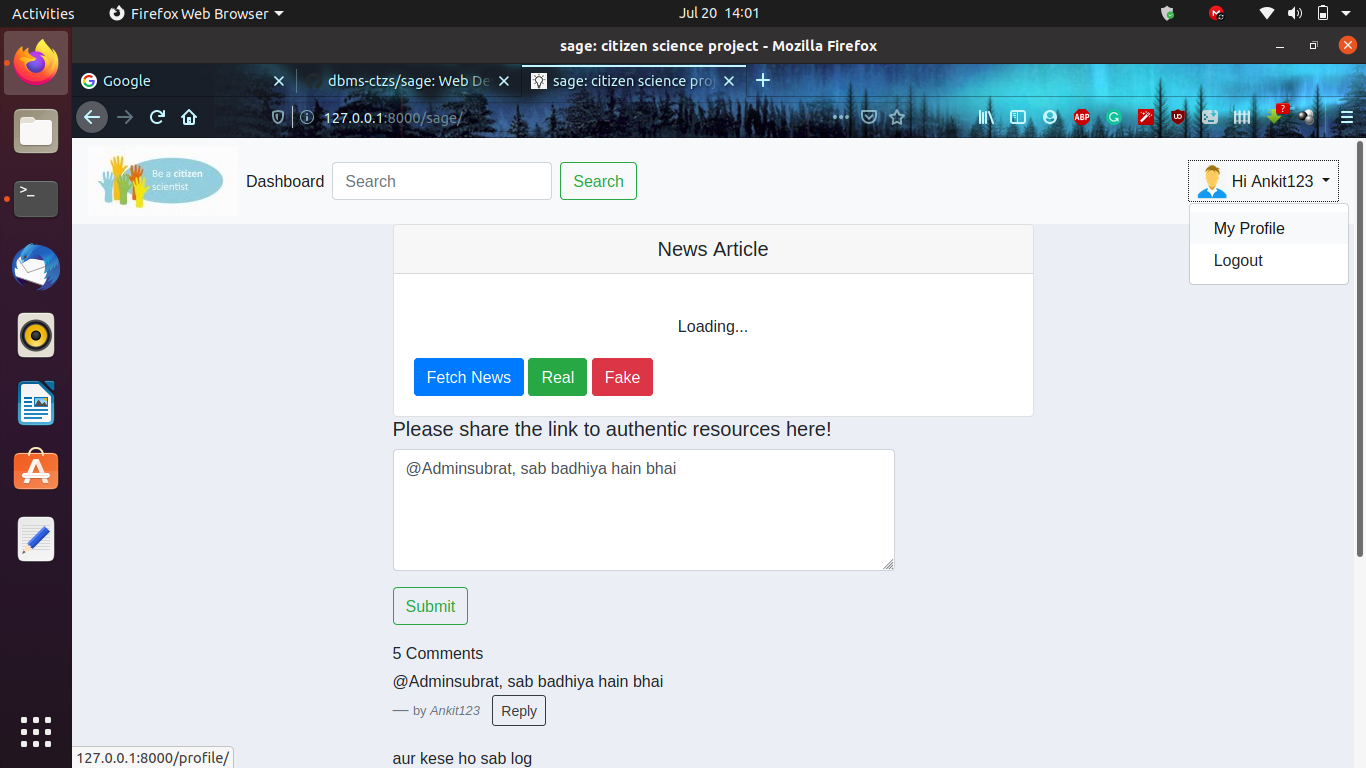 Activities Firefox Web Browser Jul 20 14:01
sage: citizen science project - Mozilla Firefox
Google dbms-ctzs/sage: Web De sage: citizen science pro
127.0.0.1:8000/sage/
ABP
?
Be a citizen
scientist
Dashboard Search Search Hi Ankit123
My Profile
Logout
News Article
Loading...
Fetch News Real Fake
Please share the link to authentic resources here!
@Adminsubrat, sab badhiya hain bhai
Submit
5 Comments
@Adminsubrat, sab badhiya hain bhai
— by Ankit123 Reply
aur kese ho sab log
127.0.0.1:8000/profile/